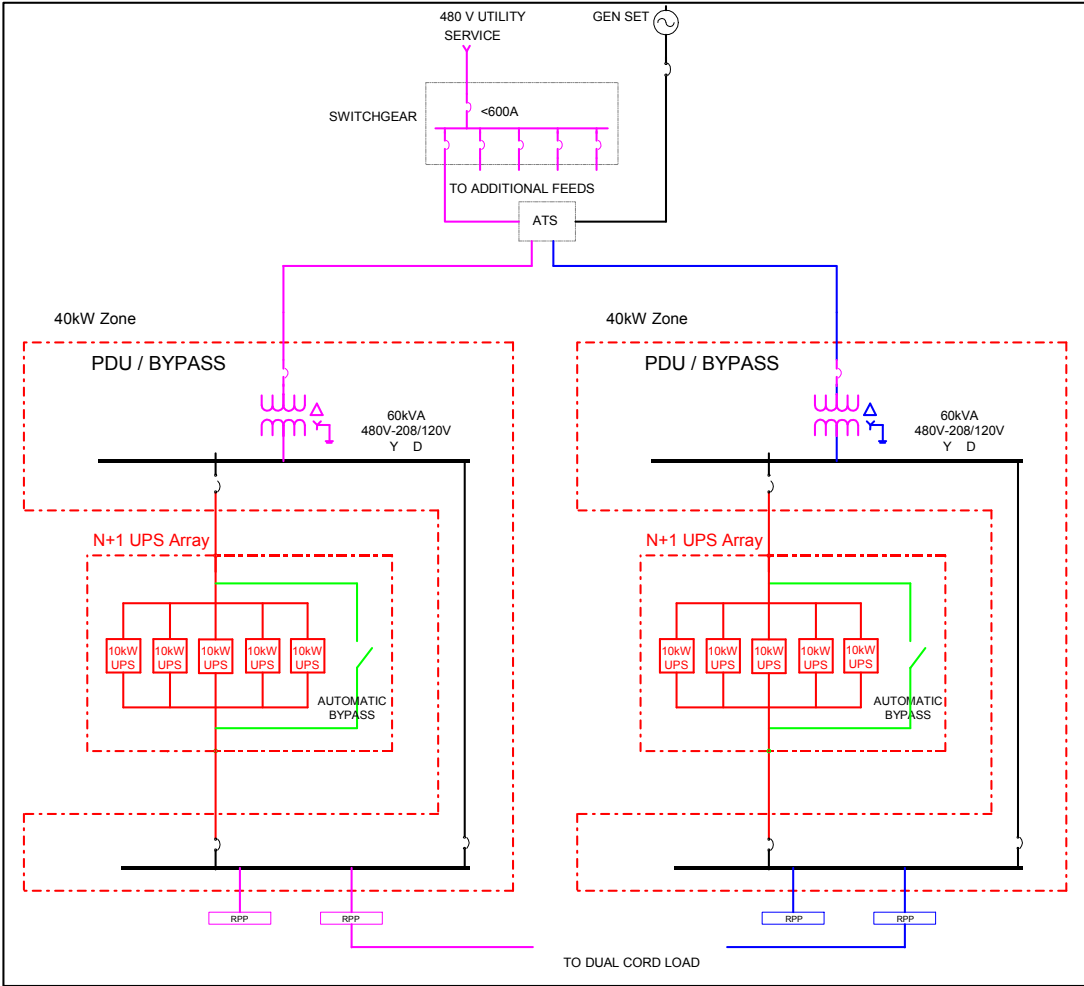 480 V UTILITY
SERVICE
GEN SET
SWITCHGEAR
<600A
TO ADDITIONAL FEEDS
ATS
40kW Zone
PDU / BYPASS
60kVA
480V-208/120V
Y D
N+1 UPS Array
10kW
UPS
10kW
UPS
10kW
UPS
10kW
UPS
10kW
UPS
AUTOMATIC
BYPASS
RPP
RPP
40kW Zone
PDU / BYPASS
60kVA
480V-208/120V
Y D
N+1 UPS Array
10kW
UPS
10kW
UPS
10kW
UPS
10kW
UPS
10kW
UPS
AUTOMATIC
BYPASS
RPP
RPP
TO DUAL CORD LOAD